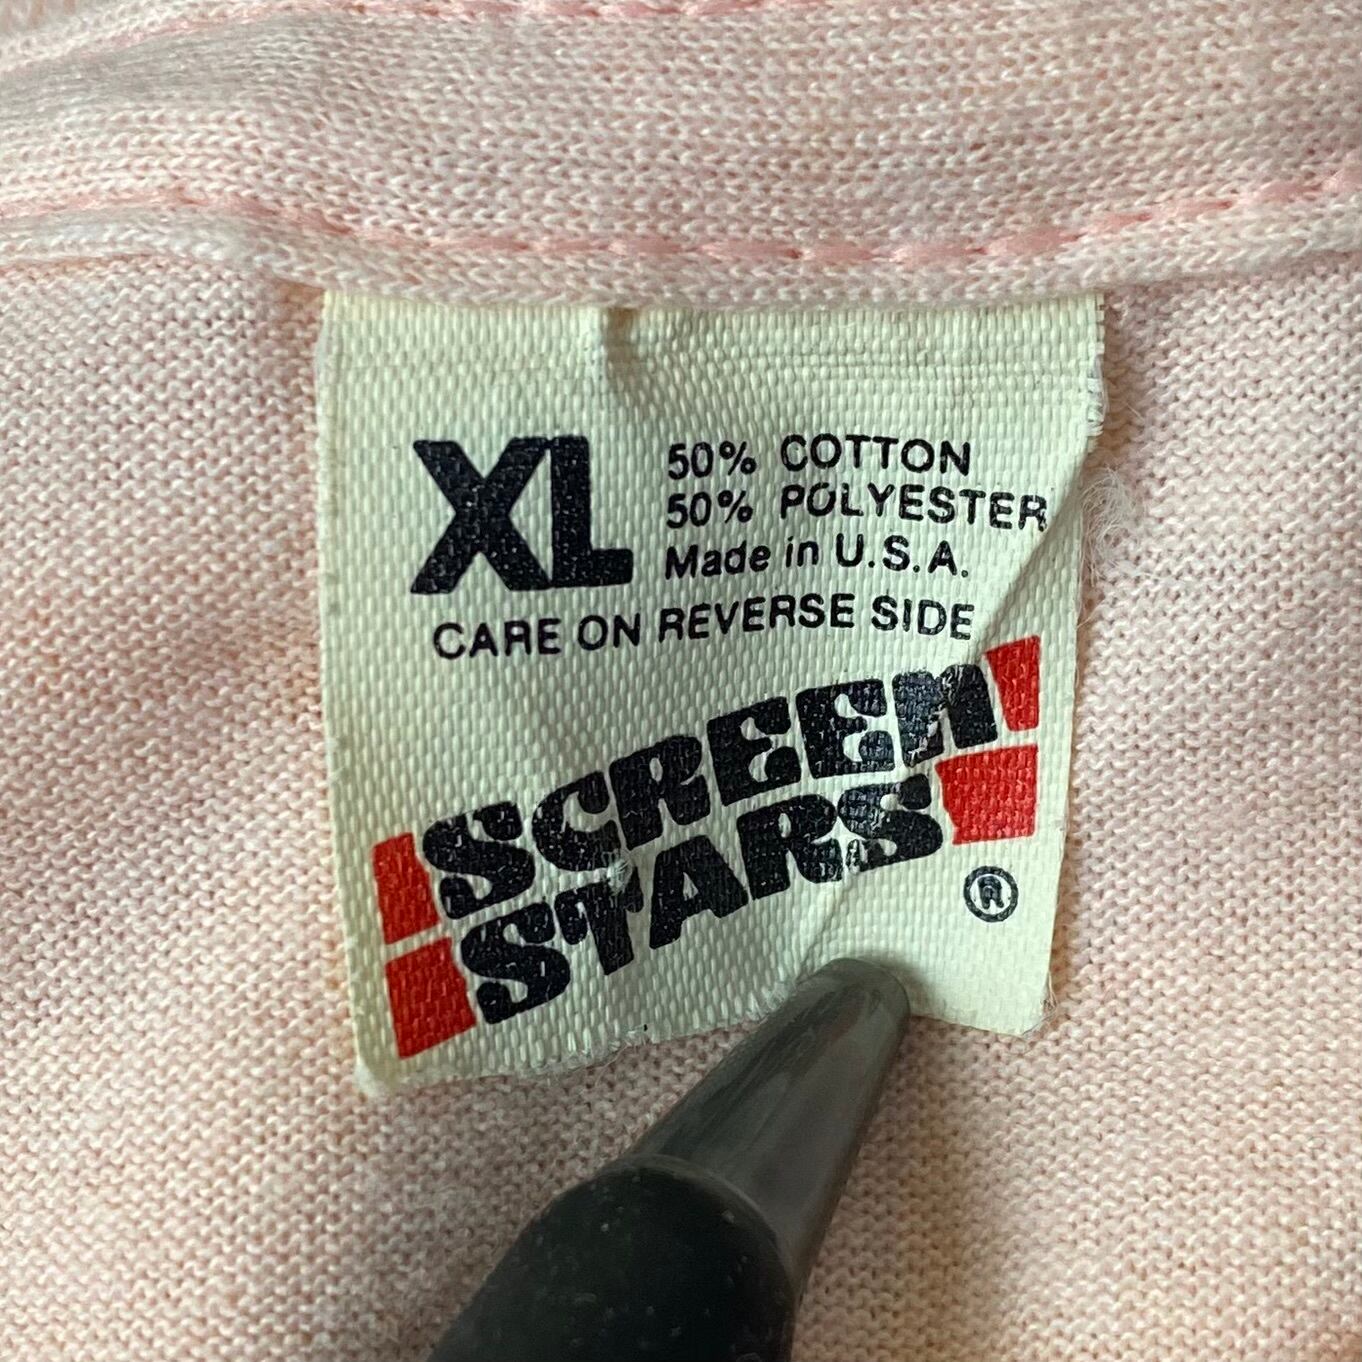 XL
50% COTTON
50% POLYESTER
Made in U.S.A.
CARE ON REVERSE SIDE
SCREEN
STARS
®